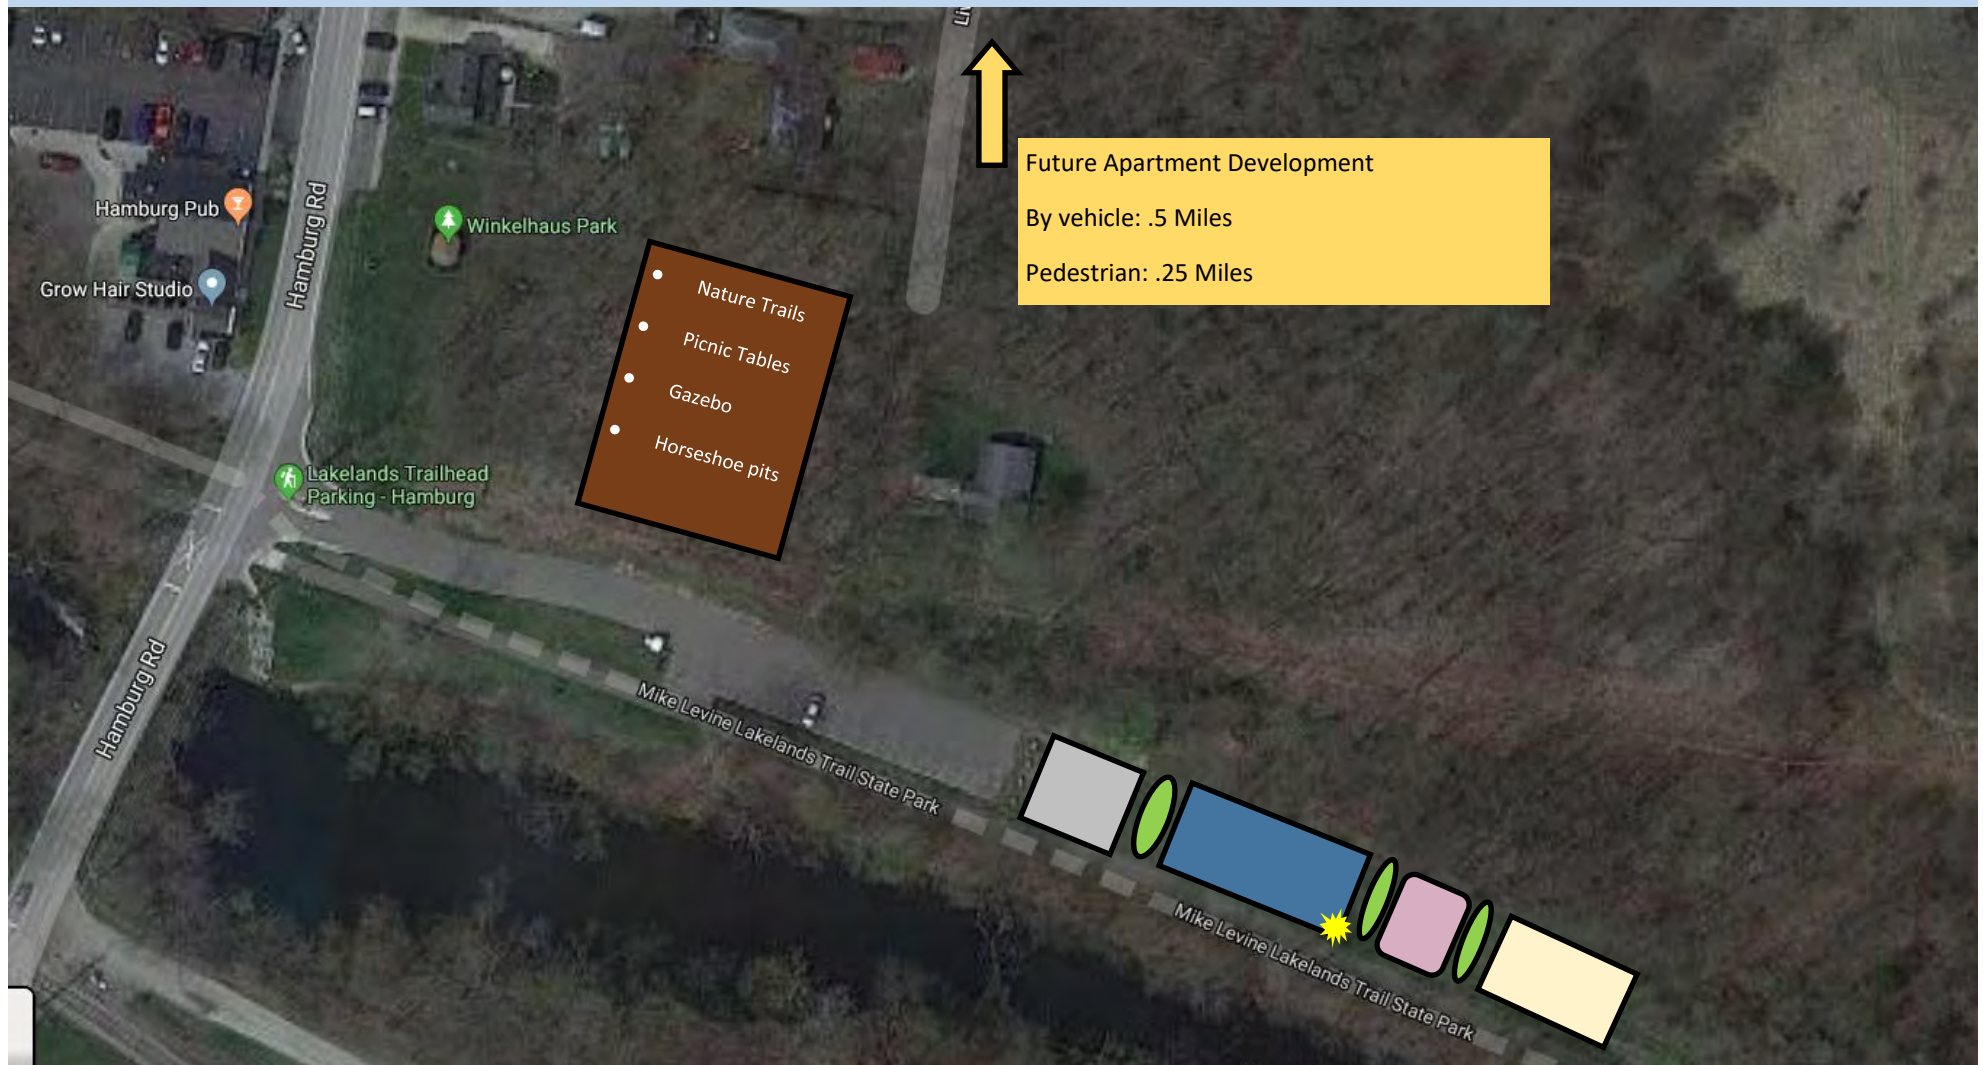 Liv
Future Apartment Development
By vehicle: .5 Miles
Pedestrian: .25 Miles
Hamburg Pub
Hamburg Rd
Winkelhaus Park
Grow Hair Studio
Nature Trails
Picnic Tables
Gazebo
Horseshoe pits
Lakelands Trailhead
Parking - Hamburg
Hamburg Rd
Mike Levine Lakelands Trail State Park
Mike Levine Lakelands Trail State Park